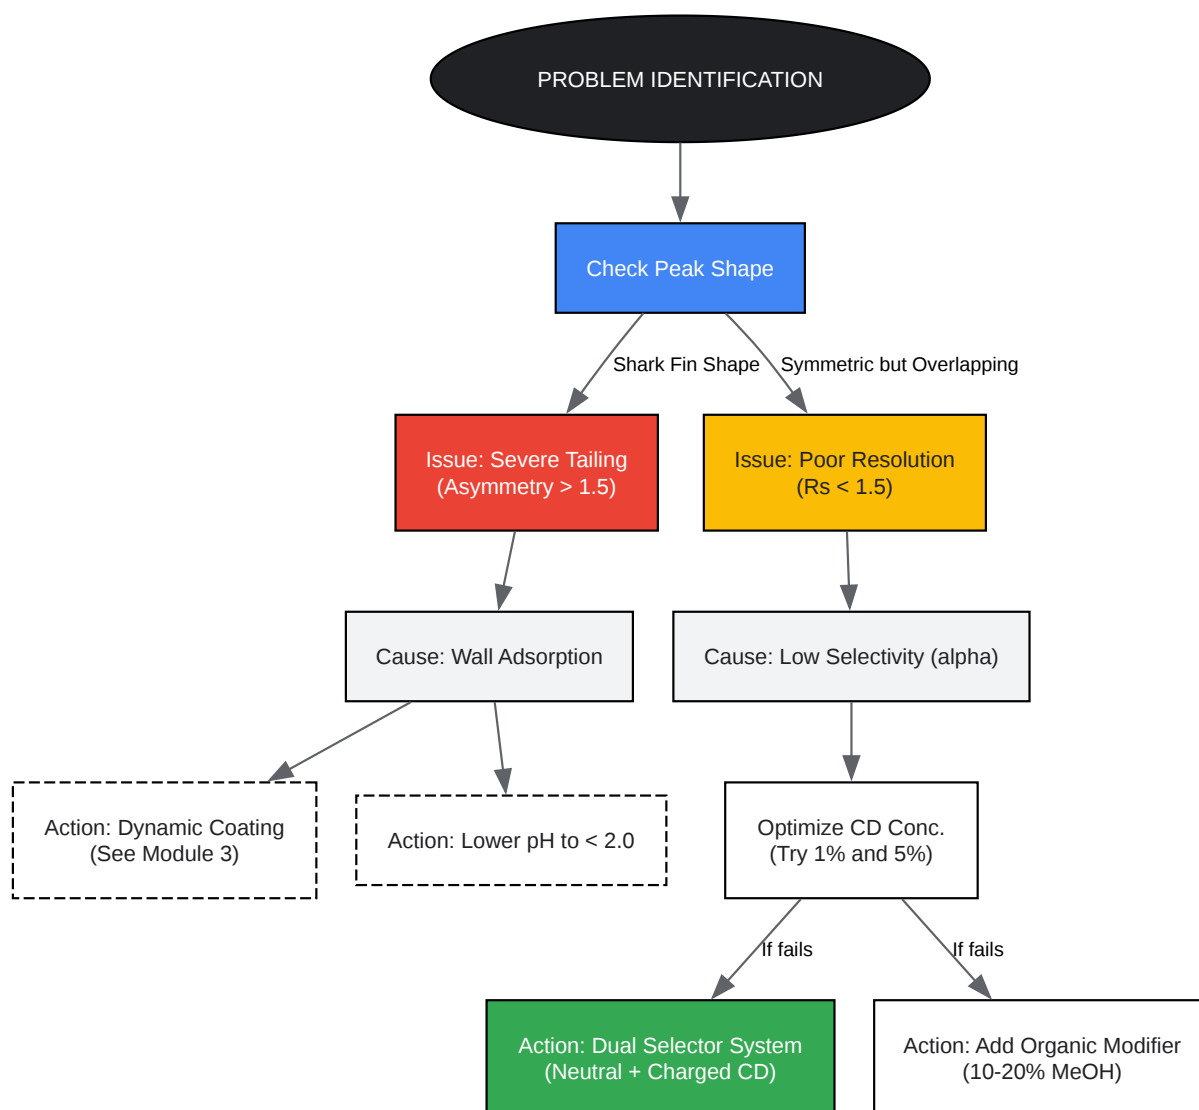 PROBLEM IDENTIFICATION
Check Peak Shape
Shark Fin Shape
Symmetric but Overlapping
Issue: Severe Tailing
(Asymmetry > 1.5)
Issue: Poor Resolution
(Rs < 1.5)
Cause: Wall Adsorption
Cause: Low Selectivity (alpha)
Action: Dynamic Coating
(See Module 3)
Action: Lower pH to < 2.0
Optimize CD Conc.
(Try 1% and 5%)
If fails
If fails
Action: Dual Selector System
(Neutral + Charged CD)
Action: Add Organic Modifier
(10-20% MeOH)